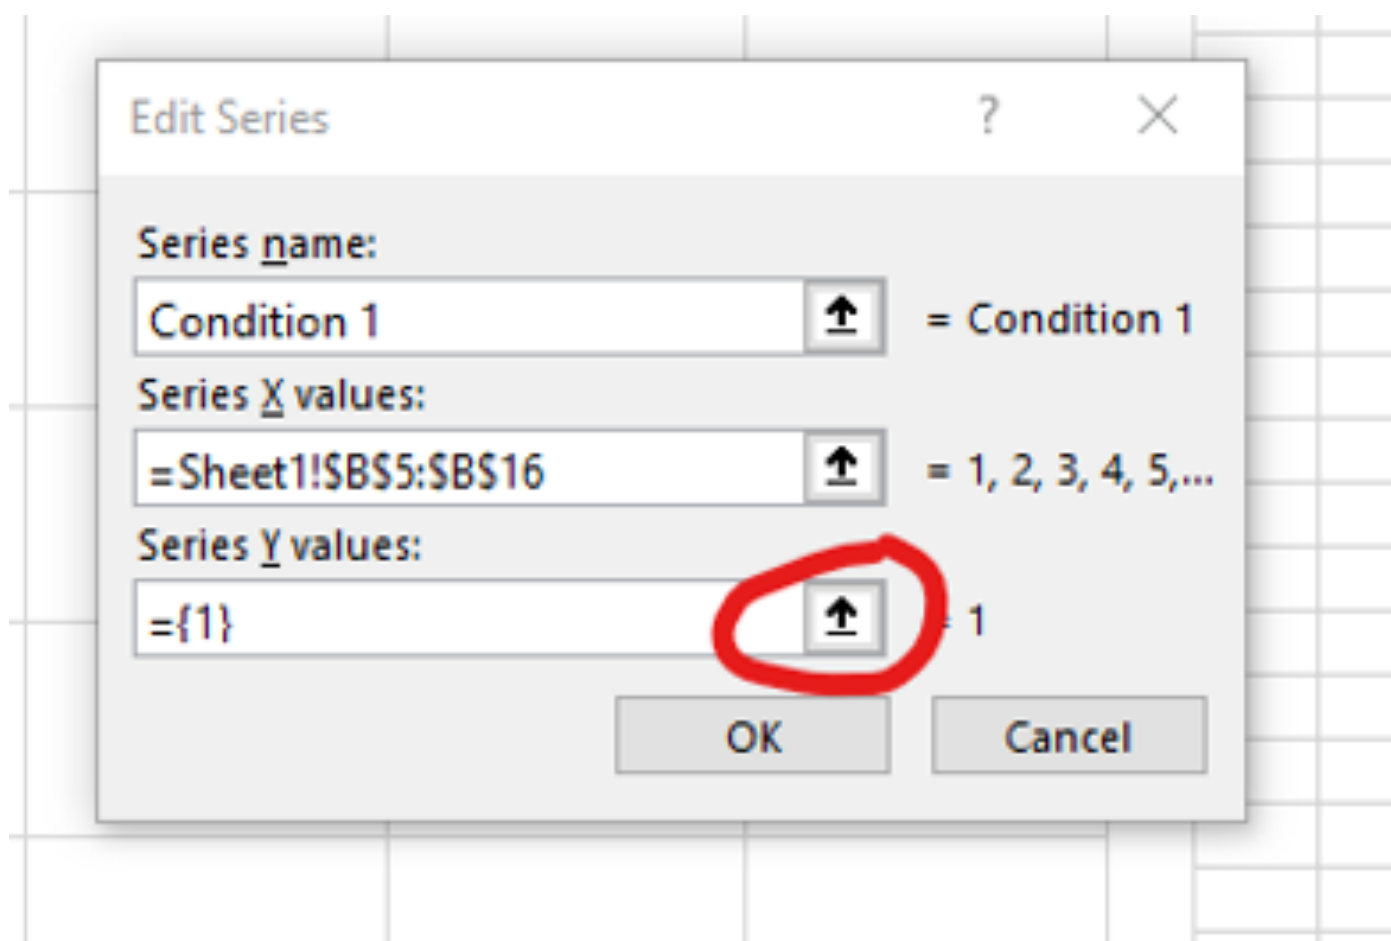 Edit Series ? ×
Series name:
Condition 1 = Condition 1
Series X values:
=Sheet1!$B$5:$B$16 = 1, 2, 3, 4, 5,...
Series Y values:
={1} = 1
OK Cancel